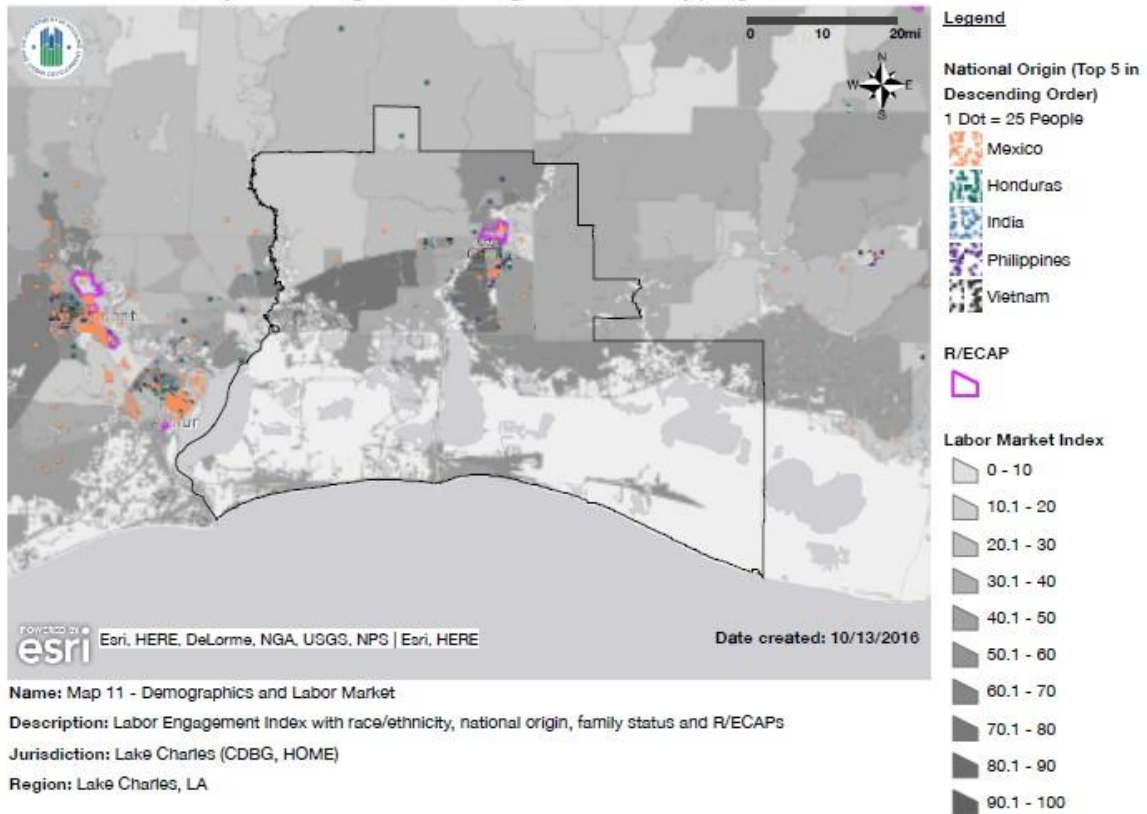 Legend
0 10 20mi
N
W E
S
National Origin (Top 5 in
Descending Order)
1 Dot = 25 People
Mexico
Honduras
India
Philippines
Vietnam
R/ECAP
Labor Market Index
0 - 10
10.1 - 20
20.1 - 30
30.1 - 40
40.1 - 50
50.1 - 60
60.1 - 70
70.1 - 80
80.1 - 90
90.1 - 100
POWERED BY
esri
Esri, HERE, DeLorme, NGA, USGS, NPS | Esri, HERE
Date created: 10/13/2016
Name: Map 11 - Demographics and Labor Market
Description: Labor Engagement Index with race/ethnicity, national origin, family status and R/ECAPs
Jurisdiction: Lake Charles (CDBG, HOME)
Region: Lake Charles, LA